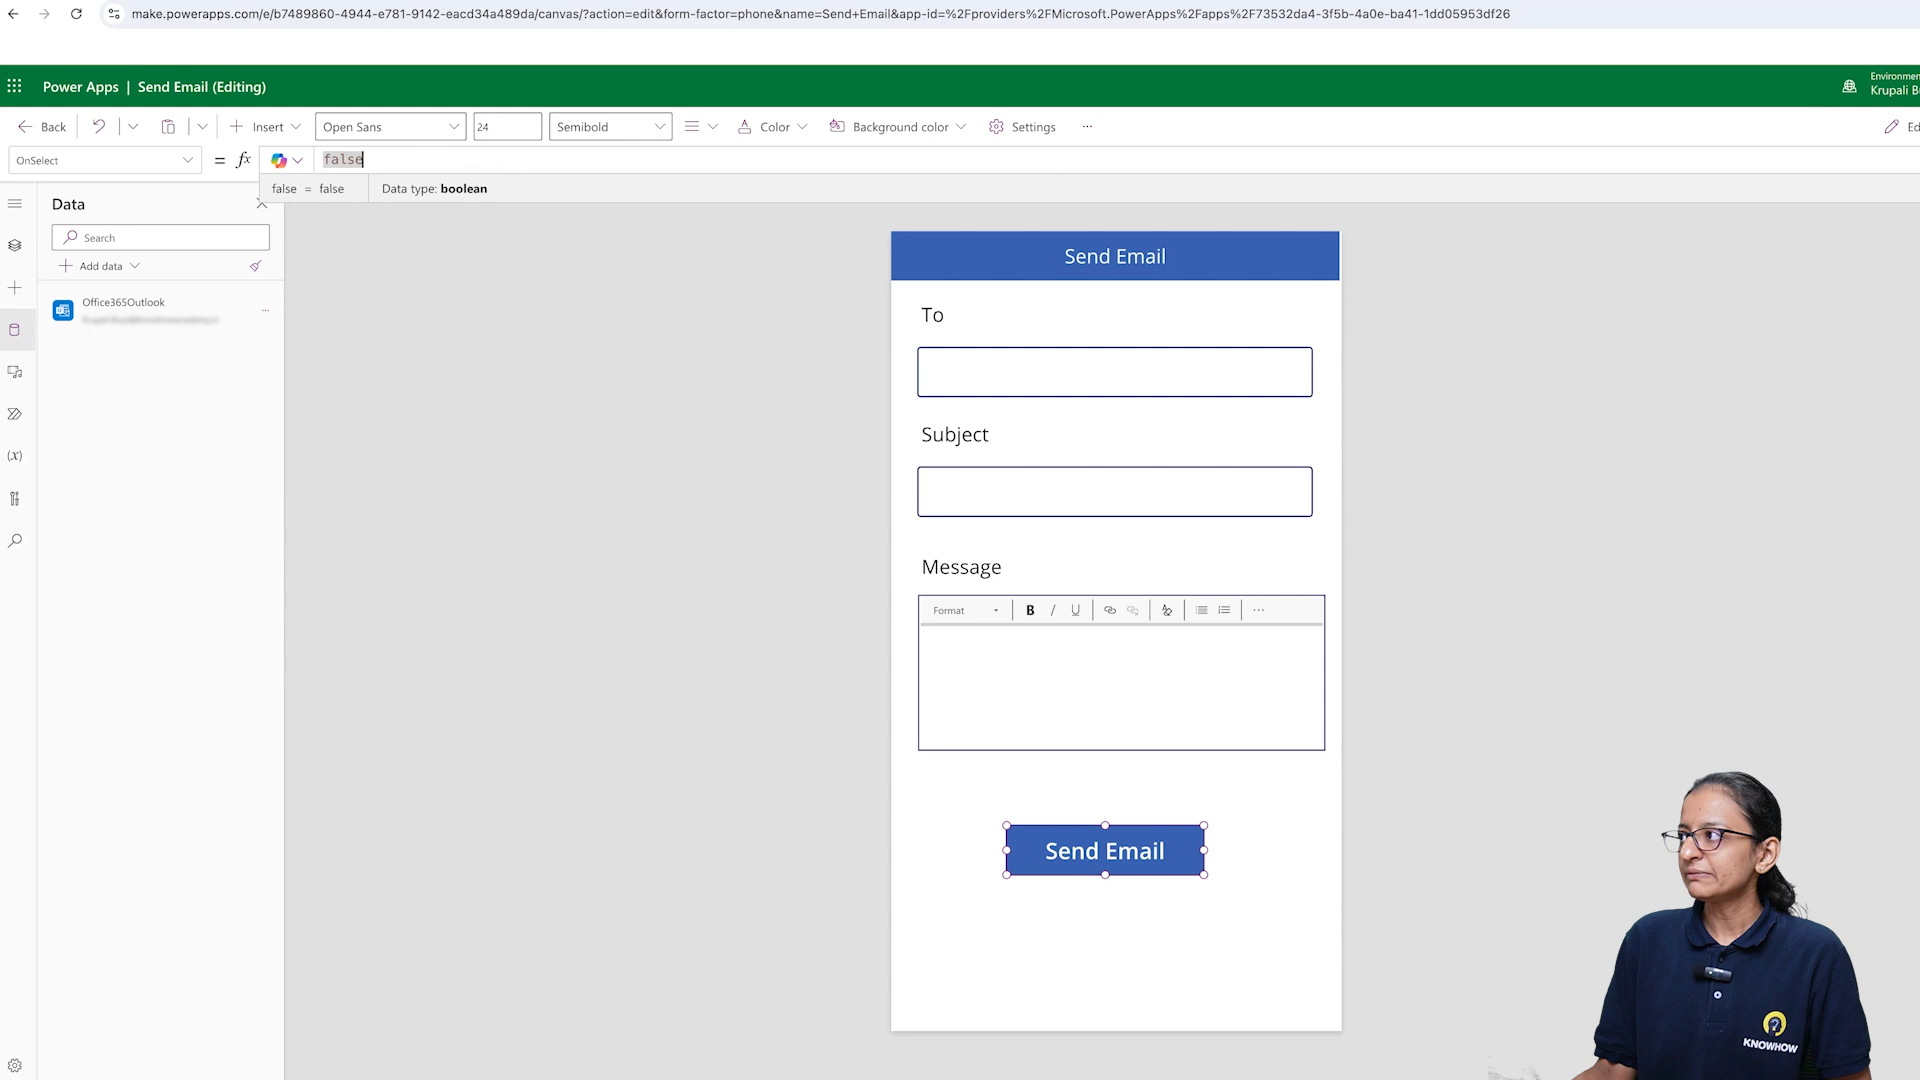 make.powerapps.com/e/b7489860-4944-e781-9142-eacd34a489da/canvas/?action=edit&form-factor=phone&name=Send+Email&app-id=%2Fproviders%2FMicrosoft.PowerApps%2Fapps%2F73532da4-3f5b-4a0e-ba41-1dd05953df26
Power Apps | Send Email (Editing)
Environmen
Krupali B
Back
Insert
Open Sans
24
Semibold
Color
Background color
Settings
Ed
OnSelect
= fx
false
false = false
Data type: boolean
Data
Search
Add data
Office365Outlook
Send Email
To
Subject
Message
Format
B
I
U
Send Email
KNOWHOW